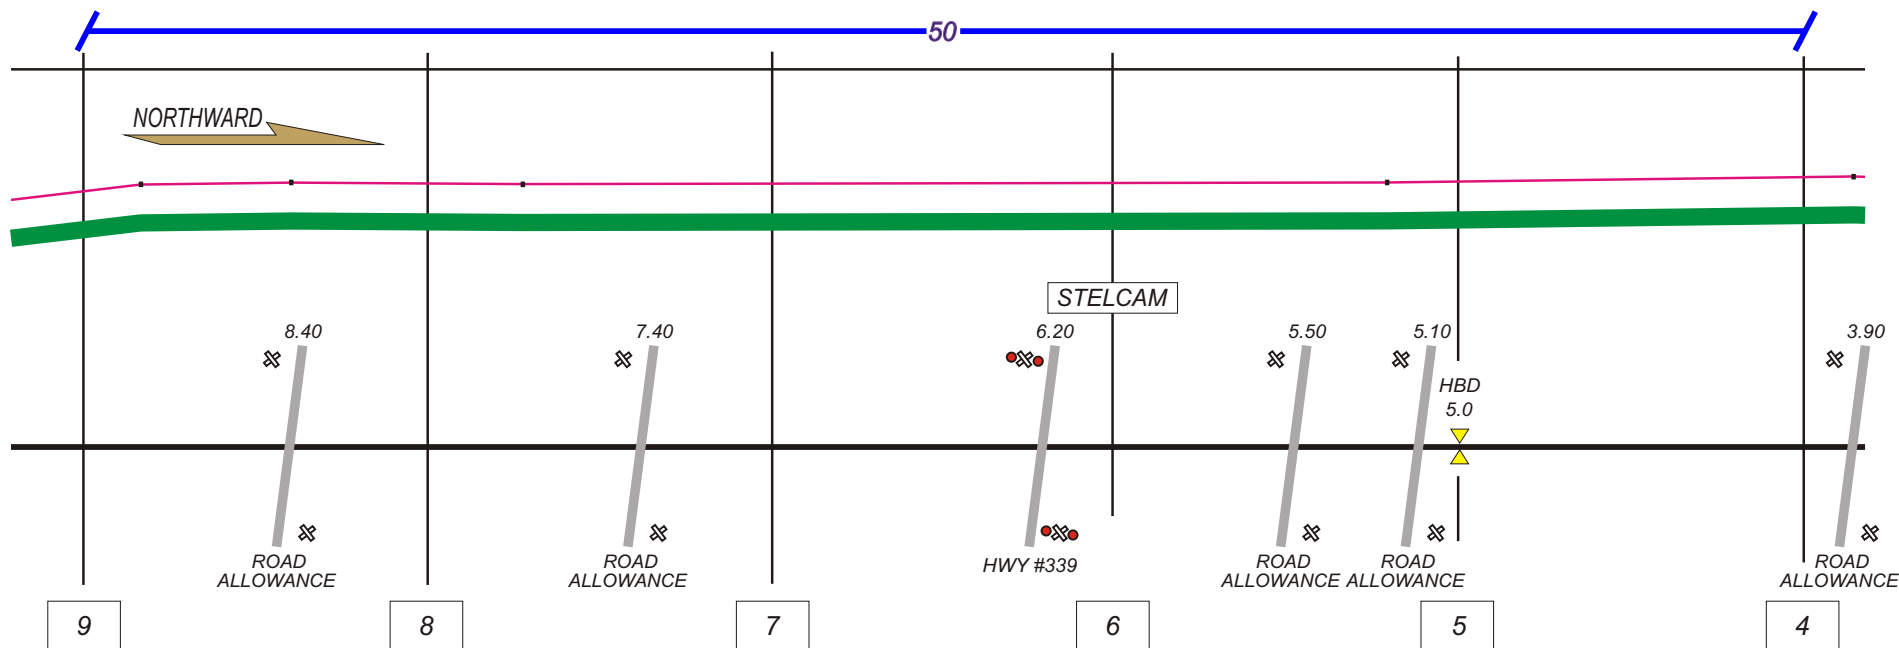 50
NORTHWARD
STELCAM
8.40
7.40
6.20
5.50
5.10
3.90
HBD
5.0
ROAD
ALLOWANCE
ROAD
ALLOWANCE
HWY #339
ROAD
ALLOWANCE
ROAD
ALLOWANCE
ROAD
ALLOWANCE
9
8
7
6
5
4